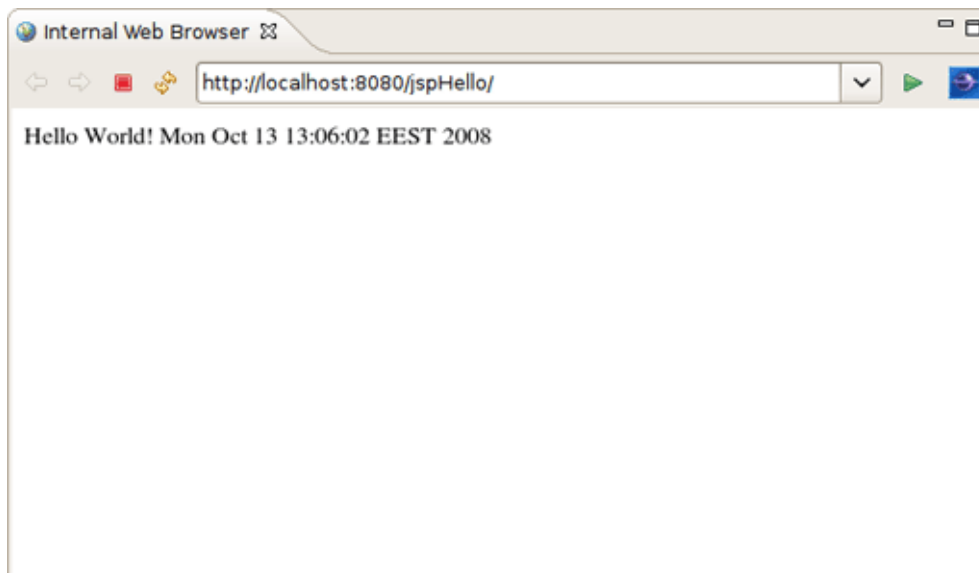 Internal Web Browser
http://localhost:8080/jspHello/
Hello World! Mon Oct 13 13:06:02 EEST 2008